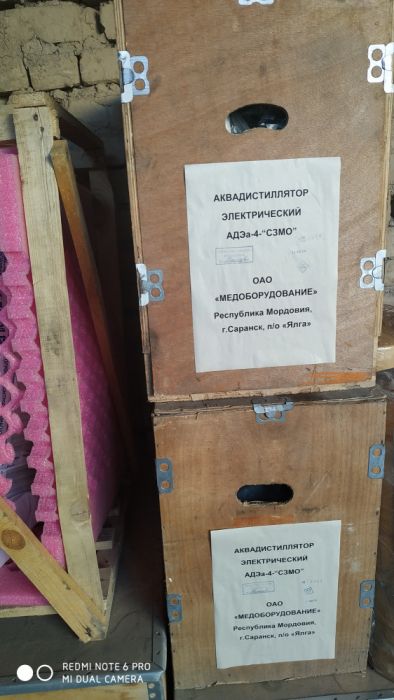 АКВАДИСТИЛЛЯТОР
ЭЛЕКТРИЧЕСКИЙ
АДЭа-4-"СЗМО"
ОАО
«МЕДОБОРУДОВАНИЕ»
Республика Мордовия,
г.Саранск, п/о «Ялга»
АКВАДИСТИЛЛЯТОР
ЭЛЕКТРИЧЕСКИЙ
АДЭа-4-"СЗМО"
ОАО
«МЕДОБОРУДОВАНИЕ»
Республика Мордовия,
г.Саранск, п/о «Ялга»
REDMI NOTE 6 PRO
MI DUAL CAMERA